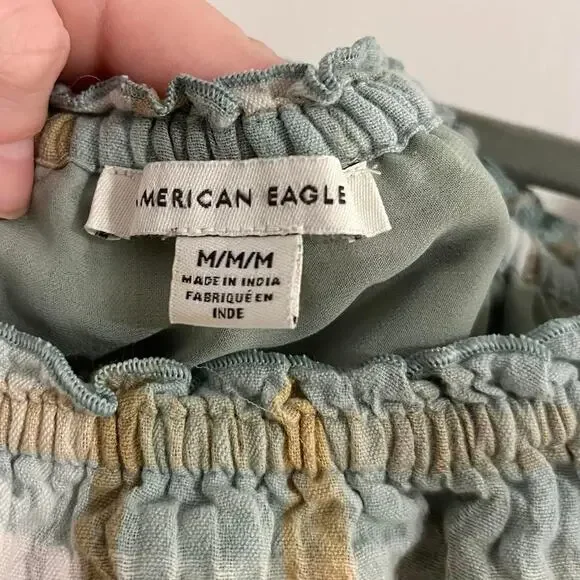 AMERICAN EAGLE
M/M/M
MADE IN INDIA
FABRIQUÉ EN
INDE